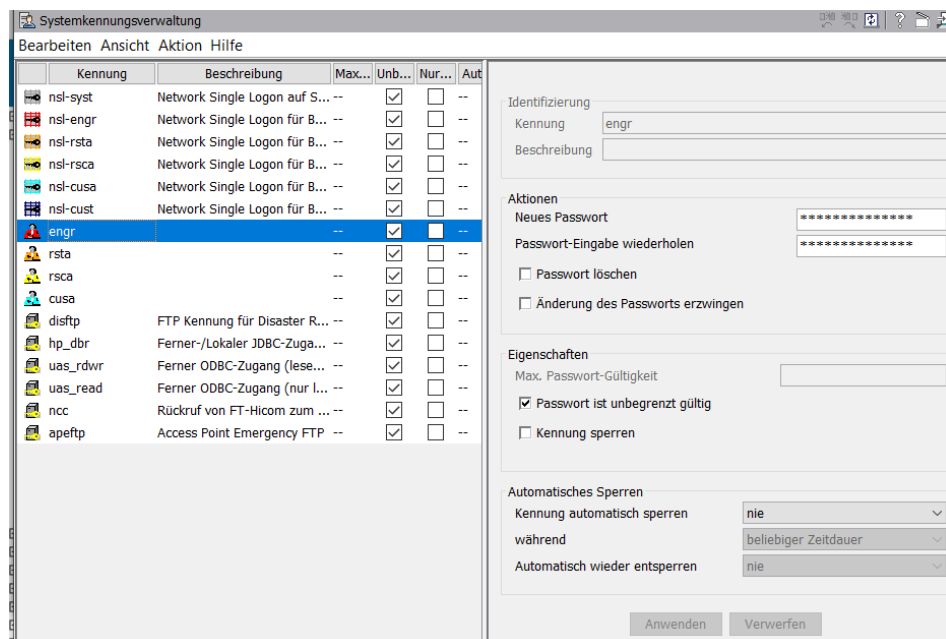 Systemkennungsverwaltung
Bearbeiten Ansicht Aktion Hilfe
Kennung Beschreibung Max... Unb... Nur... Aut
nsl-syst Network Single Logon auf S... -- --
nsl-engr Network Single Logon für B... -- --
nsl-rsta Network Single Logon für B... -- --
nsl-rsca Network Single Logon für B... -- --
nsl-cusa Network Single Logon für B... -- --
nsl-cust Network Single Logon für B... -- --
engr -- --
rsta -- --
rsca -- --
cusa -- --
disftp FTP Kennung für Disaster R... -- --
hp_dbr Ferner-/Lokaler JDBC-Zuga... -- --
uas_rdwr Ferner ODBC-Zugang (lese... -- --
uas_read Ferner ODBC-Zugang (nur l... -- --
ncc Rückruf von FT-Hicom zum ... -- --
apeftp Access Point Emergency FTP -- --
Identifizierung
Kennung engr
Beschreibung
Aktionen
Neues Passwort **************
Passwort-Eingabe wiederholen **************
Passwort löschen
Änderung des Passworts erzwingen
Eigenschaften
Max. Passwort-Gültigkeit
Passwort ist unbegrenzt gültig
Kennung sperren
Automatisches Sperren
Kennung automatisch sperren nie
während beliebiger Zeitdauer
Automatisch wieder entsperren nie
Anwenden Verwerfen